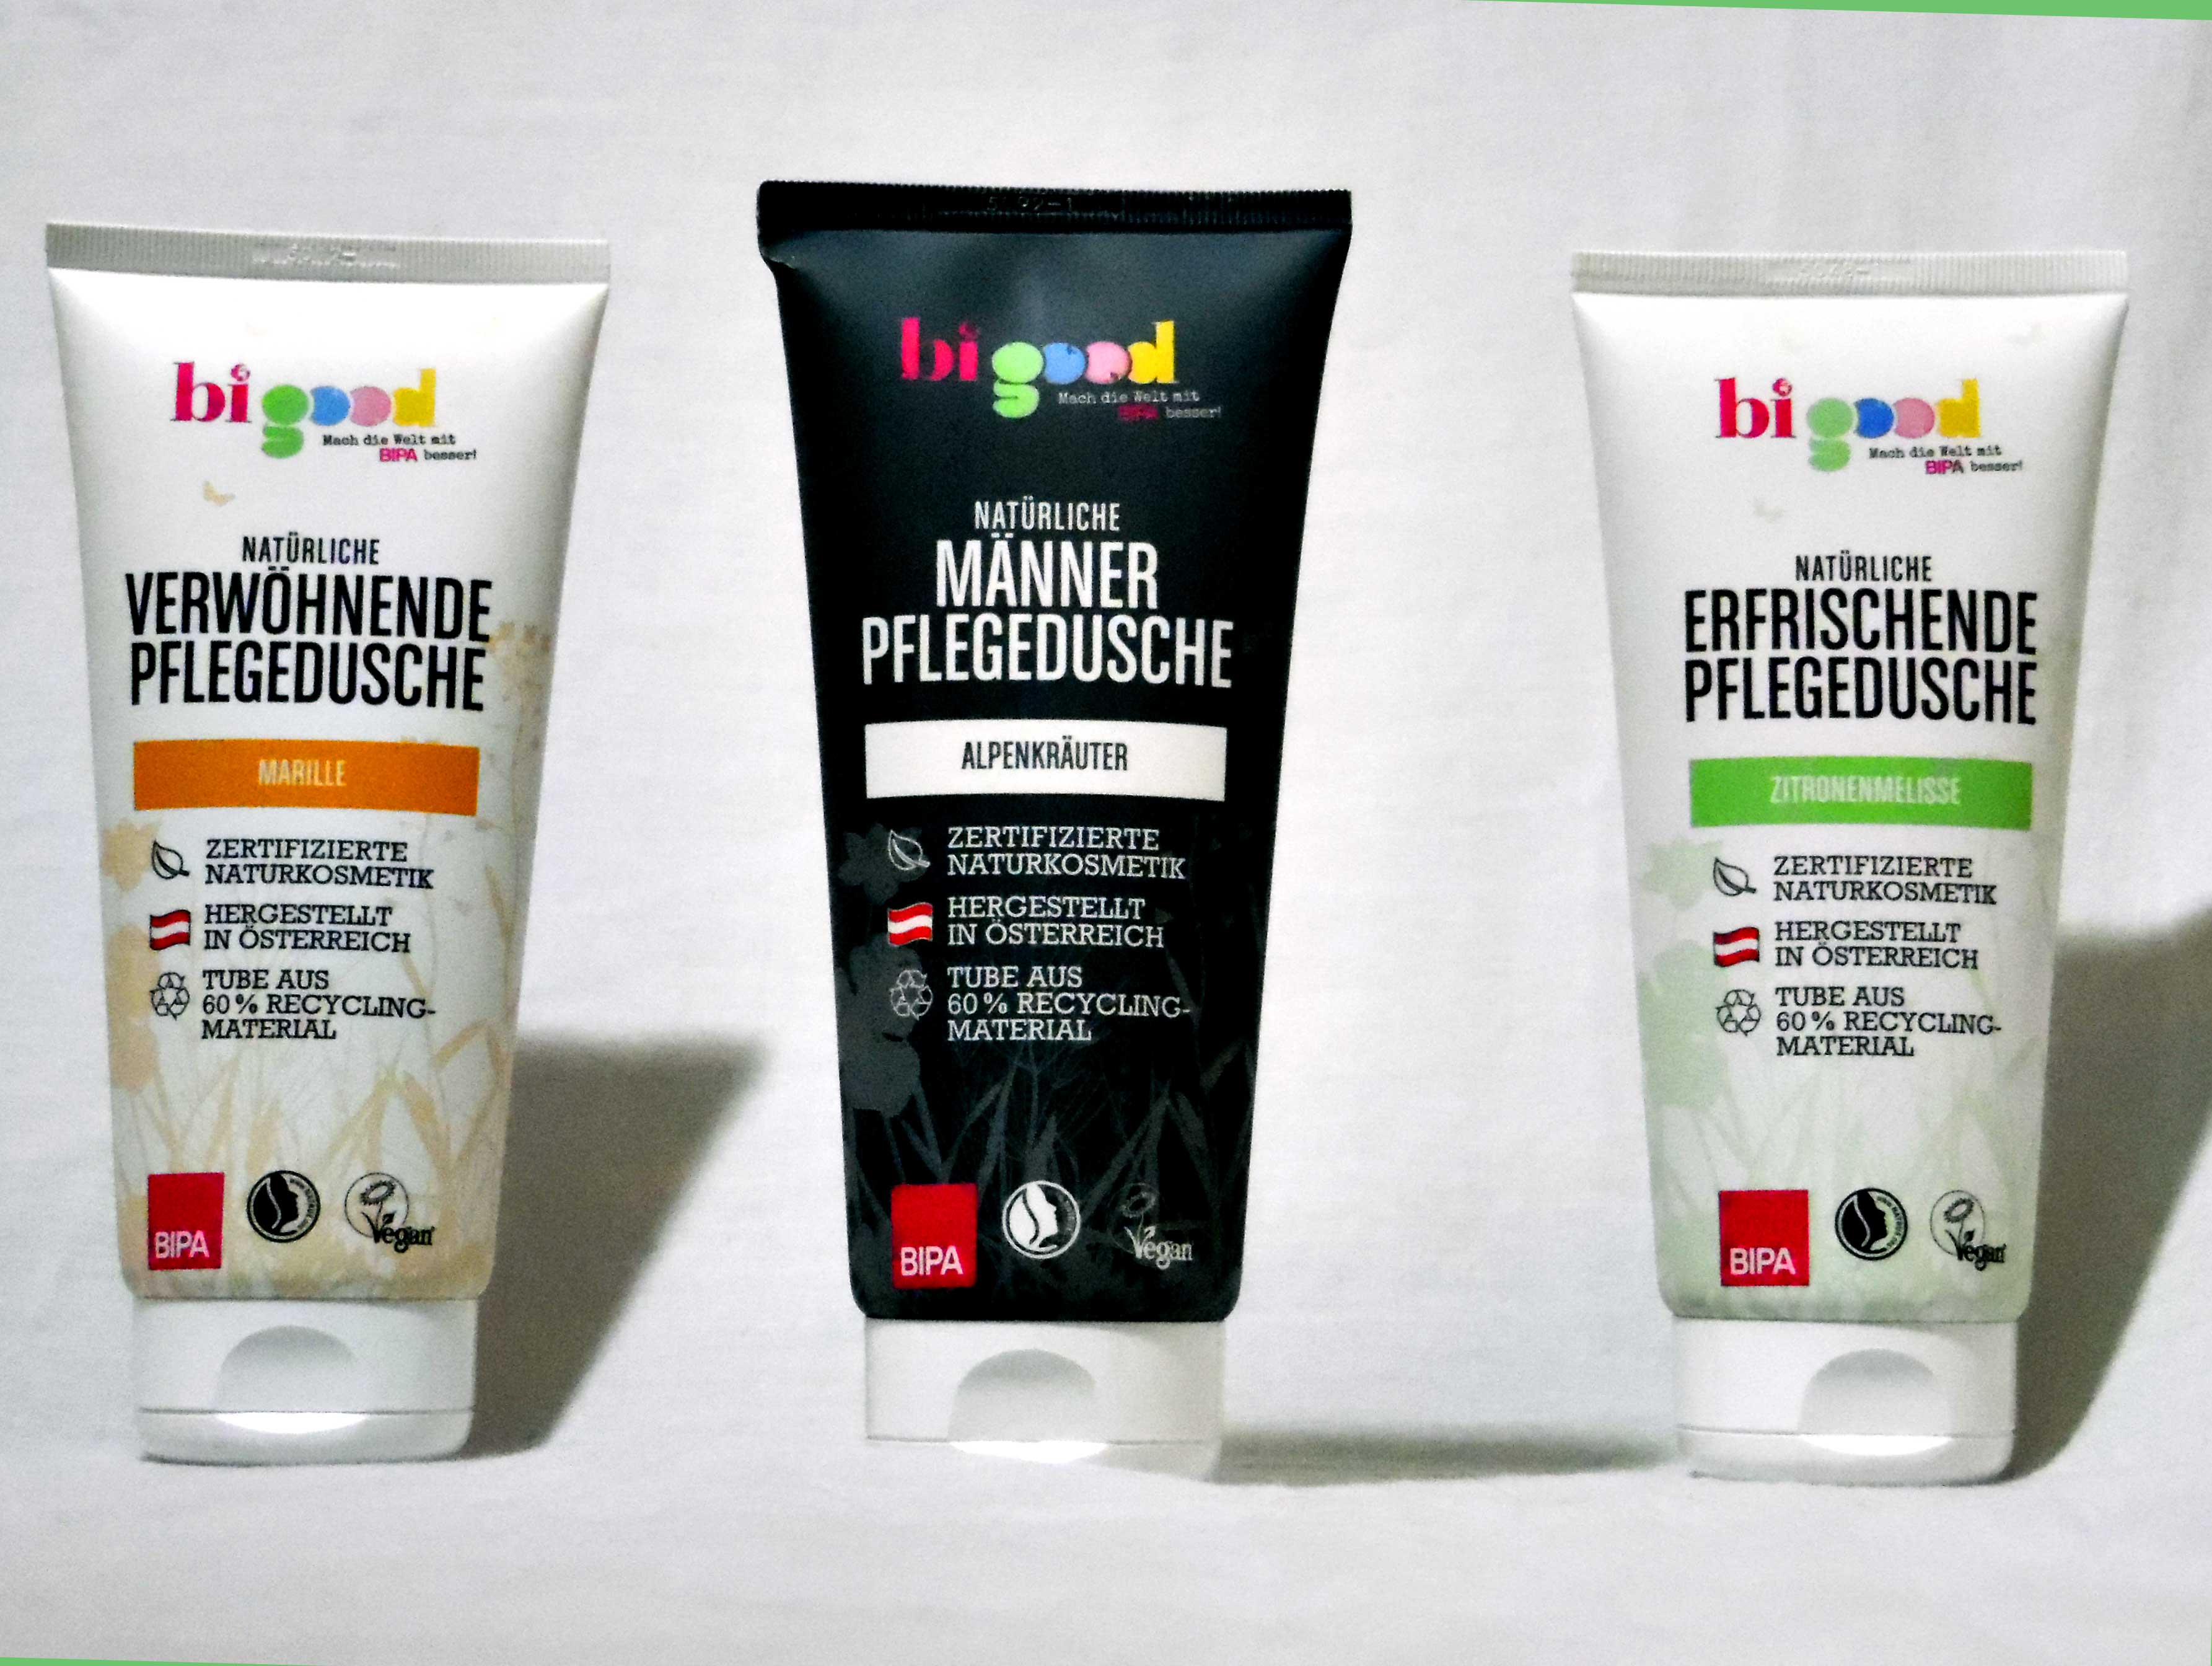 bi good
Mach die Welt mit
BIPA besser!
NATÜRLICHE
VERWÖHNENDE
PFLEGEDUSCHE
MARILLE
ZERTIFIZIERTE
NATURKOSMETIK
HERGESTELLT
IN ÖSTERREICH
TUBE AUS
60% RECYCLING-
MATERIAL
BIPA
Vegan
bi good
Mach die Welt mit
BIPA besser!
NATÜRLICHE
MÄNNER
PFLEGEDUSCHE
ALPENKRÄUTER
ZERTIFIZIERTE
NATURKOSMETIK
HERGESTELLT
IN ÖSTERREICH
TUBE AUS
60% RECYCLING-
MATERIAL
BIPA
Vegan
bi good
Mach die Welt mit
BIPA besser!
NATÜRLICHE
ERFRISCHENDE
PFLEGEDUSCHE
ZITRONENMELISSE
ZERTIFIZIERTE
NATURKOSMETIK
HERGESTELLT
IN ÖSTERREICH
TUBE AUS
60% RECYCLING-
MATERIAL
BIPA
Vegan